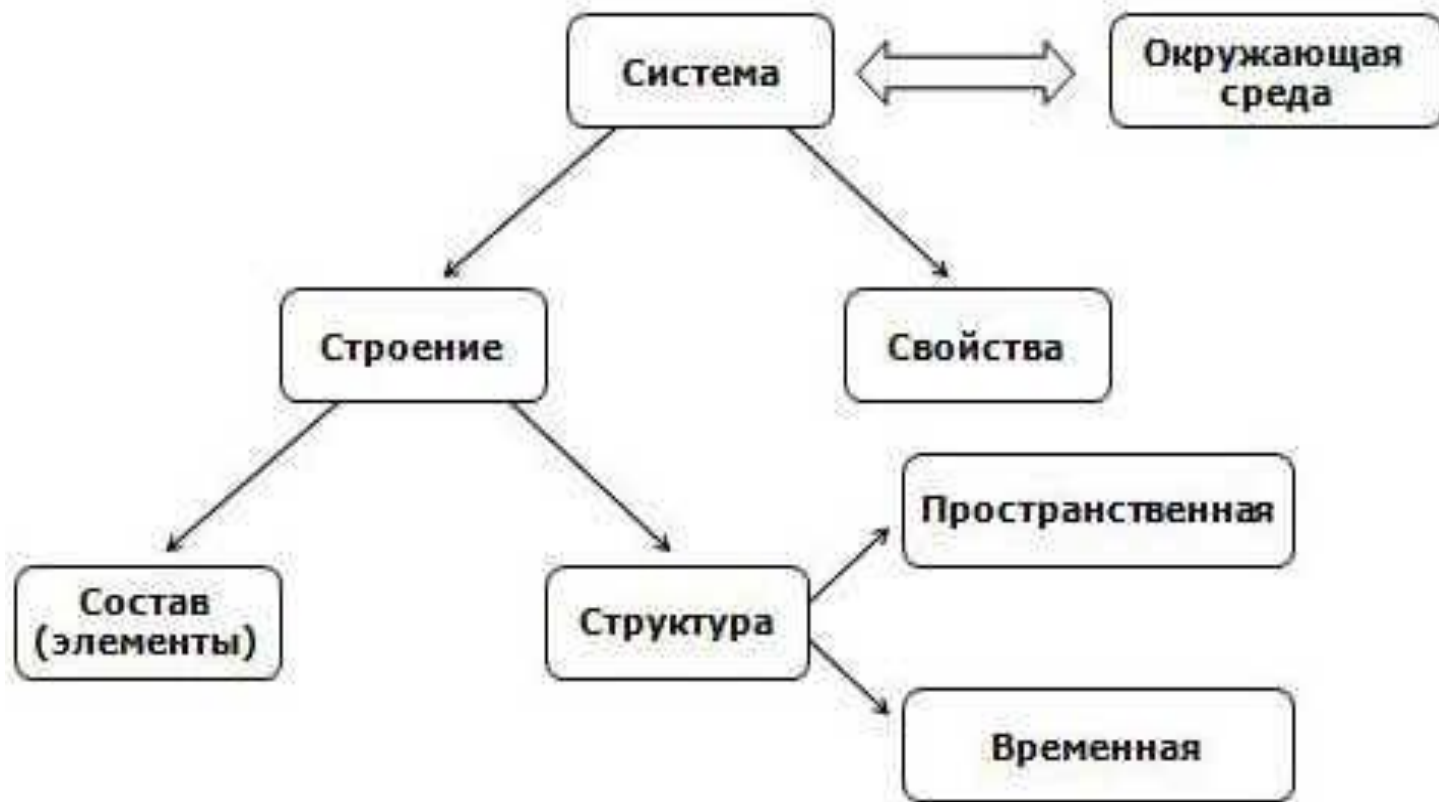 Система
Окружающая
среда
Строение
Свойства
Пространственная
Состав
(элементы)
Структура
Временная